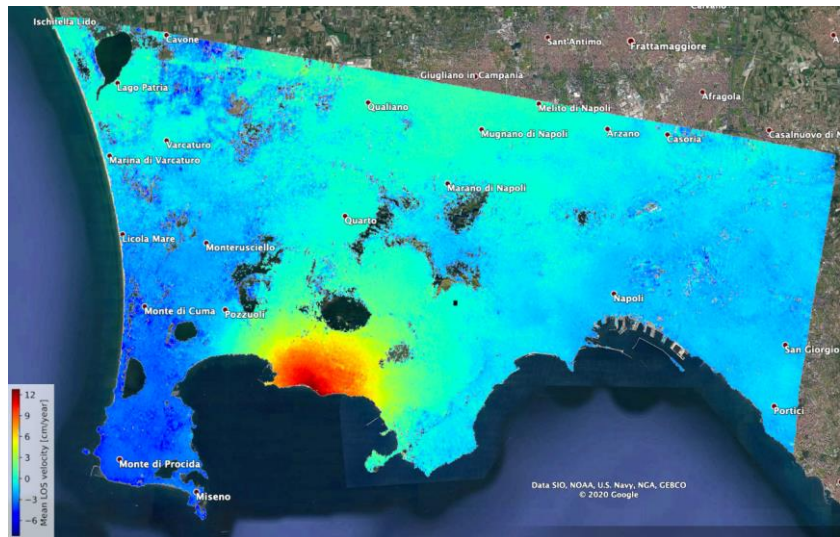 Ischitella Lido
Cavone
Sant'Antimo
Frattamaggiore
Giugliano in Campania
Lago Patria
Qualiano
Melito di Napoli
Afragola
Mugnano di Napoli
Arzano
Casoria
Casalnuovo di N
Varcaturo
Marina di Varcaturo
Marano di Napoli
Quarto
Licola Mare
Monterusciello
Napoli
Monte di Cuma
Pozzuoli
San Giorgio
Portici
Monte di Procida
Miseno
Mean LOS velocity [cm/year]
12
9
6
3
0
−3
−6
Data SIO, NOAA, U.S. Navy, NGA, GEBCO
© 2020 Google